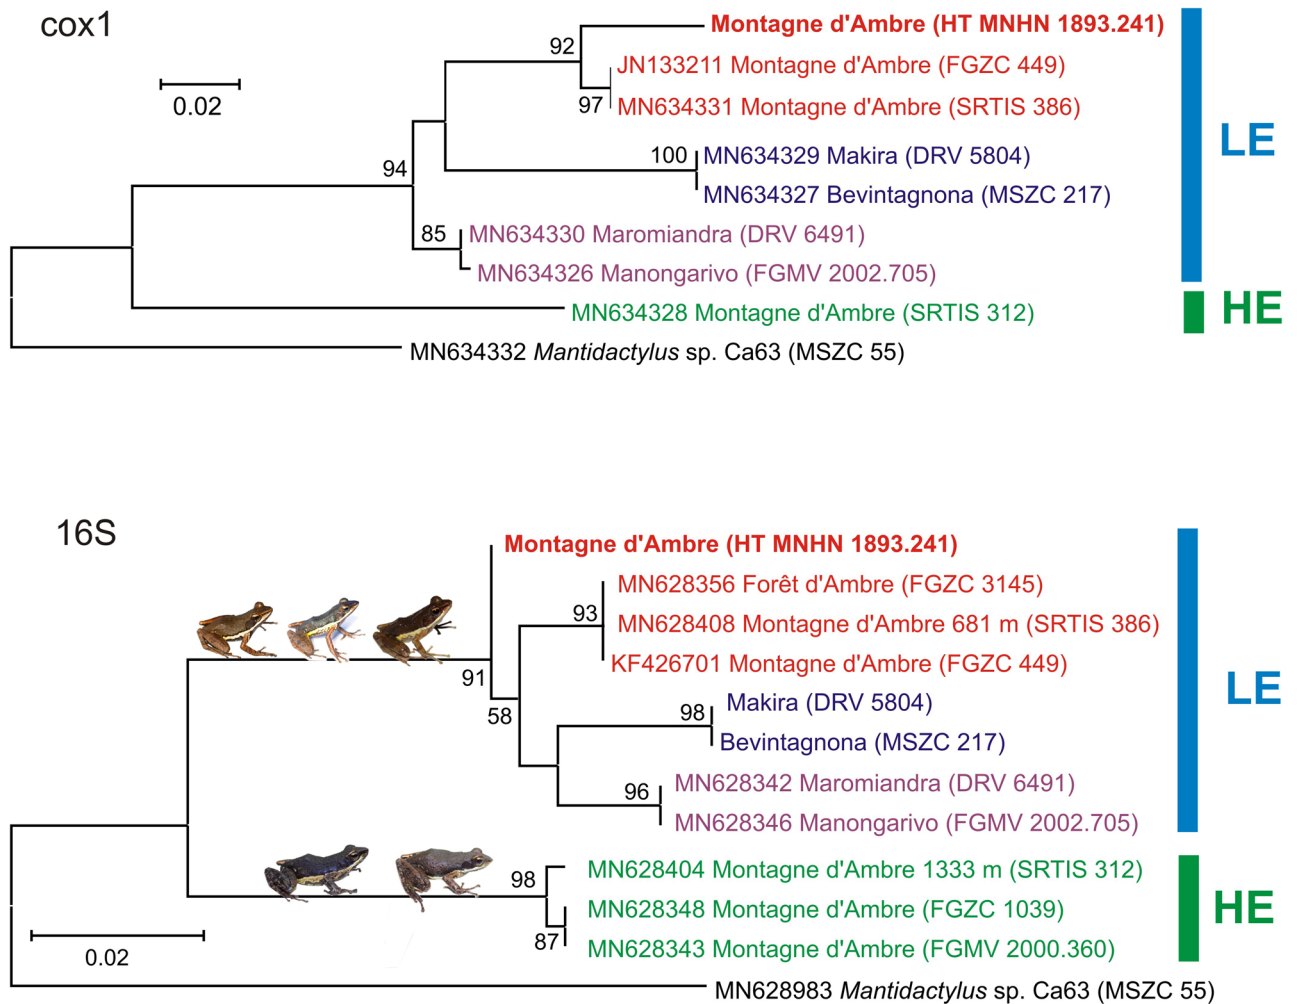 cox1
Montagne d'Ambre (HT MNHN 1893.241)
92
JN133211 Montagne d'Ambre (FGZC 449)
0.02
97
MN634331 Montagne d'Ambre (SRTIS 386)
LE
100
MN634329 Makira (DRV 5804)
94
MN634327 Bevintagnona (MSZC 217)
85
MN634330 Maromiandra (DRV 6491)
MN634326 Manongarivo (FGMV 2002.705)
MN634328 Montagne d'Ambre (SRTIS 312)
HE
MN634332 Mantidactylus sp. Ca63 (MSZC 55)
16S
Montagne d'Ambre (HT MNHN 1893.241)
MN628356 Forêt d'Ambre (FGZC 3145)
93
MN628408 Montagne d'Ambre 681 m (SRTIS 386)
KF426701 Montagne d'Ambre (FGZC 449)
91
LE
Makira (DRV 5804)
58
98
Bevintagnona (MSZC 217)
MN628342 Maromiandra (DRV 6491)
96
MN628346 Manongarivo (FGMV 2002.705)
MN628404 Montagne d'Ambre 1333 m (SRTIS 312)
98
MN628348 Montagne d'Ambre (FGZC 1039)
HE
87
MN628343 Montagne d'Ambre (FGMV 2000.360)
0.02
MN628983 Mantidactylus sp. Ca63 (MSZC 55)